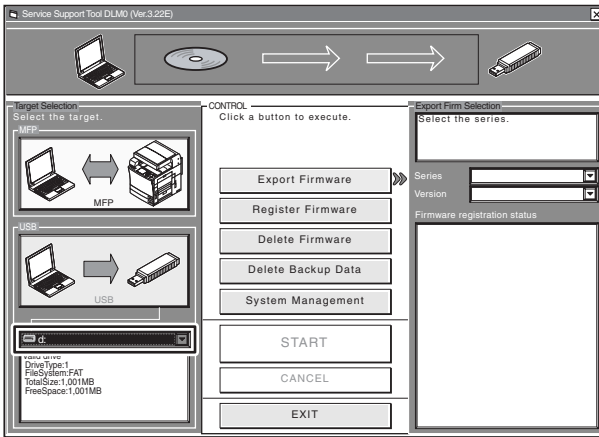 Service Support Tool DLM0 (Ver.3.22E)
Target Selection
Select the target.
MFP
MFP
USB
USB
d:
Valid drive
DriveType:1
FileSystem:FAT
TotalSize:1,001MB
FreeSpace:1,001MB
CONTROL
Click a button to execute.
Export Firmware
Register Firmware
Delete Firmware
Delete Backup Data
System Management
START
CANCEL
EXIT
Export Firm Selection
Select the series.
Series
Version
Firmware registration status